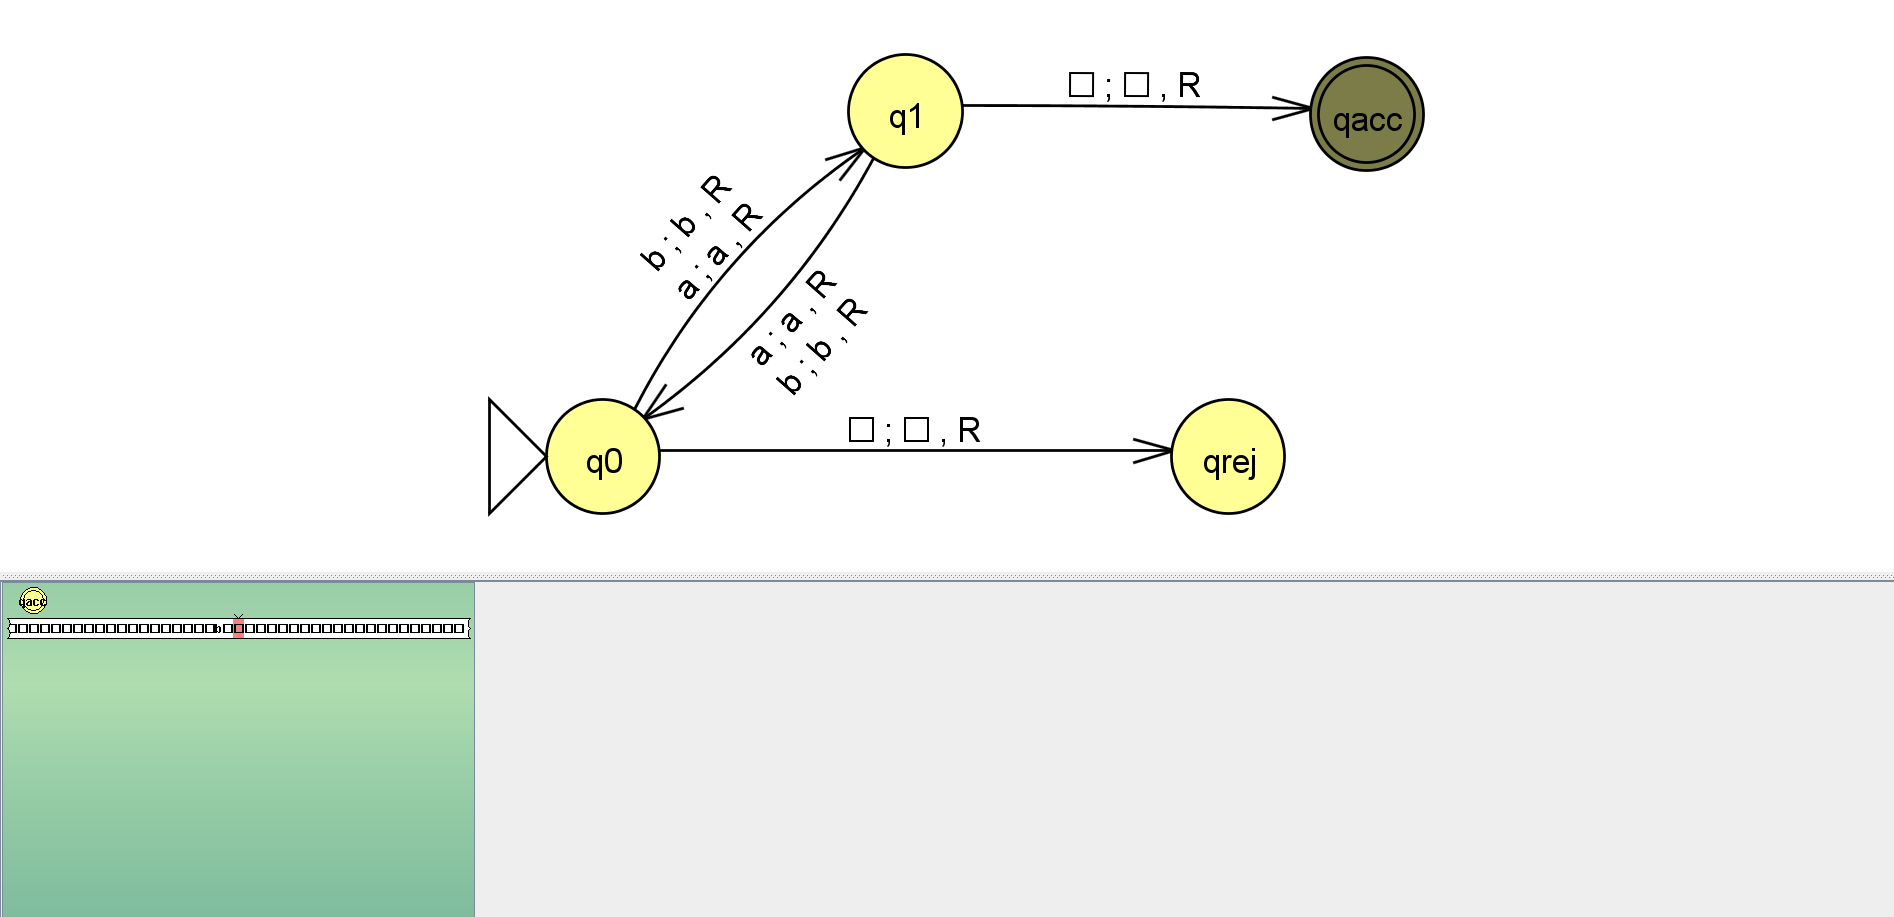 □ ; □ , R
q1
qacc
b ; b , R
a ; a , R
a ; a , R
b ; b , R
□ ; □ , R
q0
qrej
qacc
b